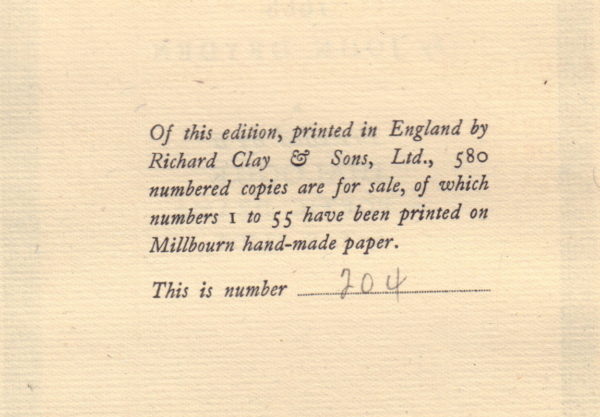 Of this edition, printed in England by
Richard Clay & Sons, Ltd., 580
numbered copies are for sale, of which
numbers 1 to 55 have been printed on
Millbourn hand-made paper.
This is number 204